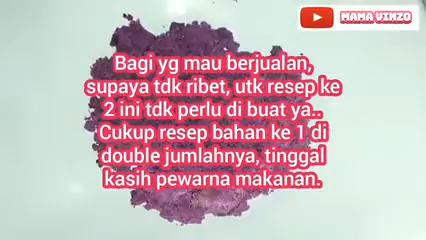 MAMA VINZO
Bagi yg mau berjualan,
supaya tdk ribet, utk resep ke
2 ini tdk perlu di buat ya..
Cukup resep bahan ke 1 di
double jumlahnya, tinggal
kasih pewarna makanan.